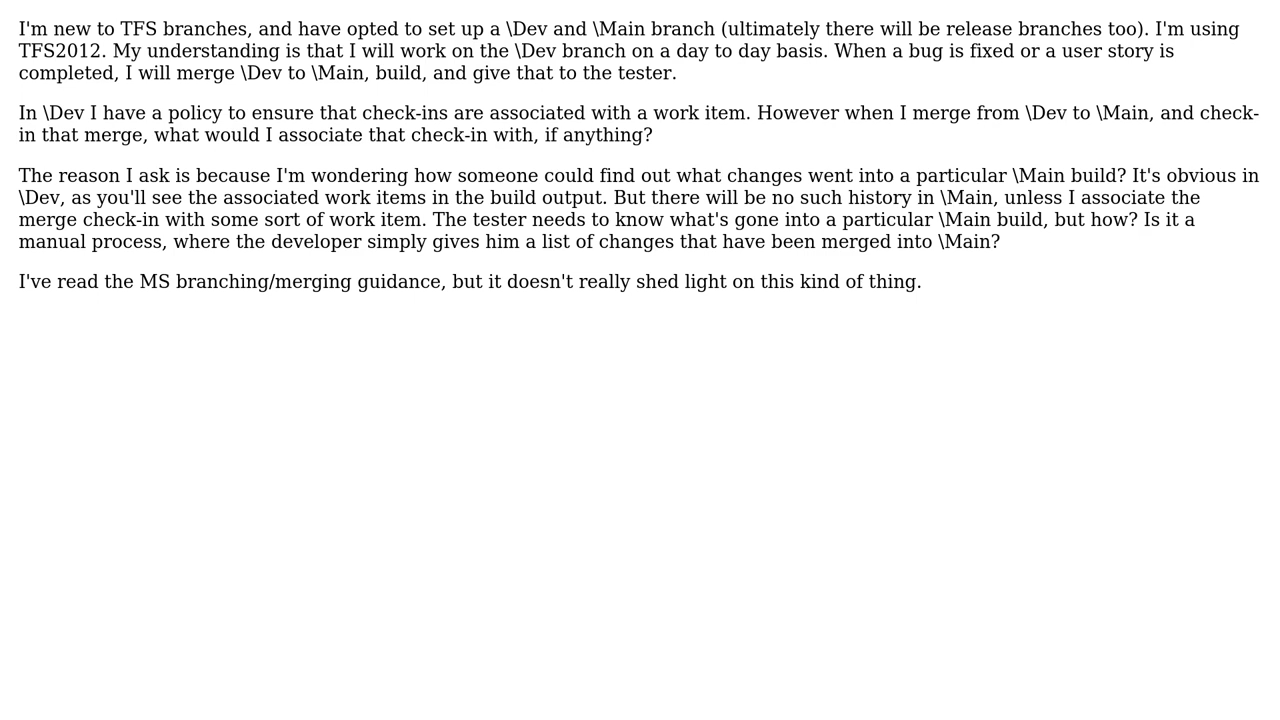 I'm new to TFS branches, and have opted to set up a \Dev and \Main branch (ultimately there will be release branches too). I'm using
TFS2012. My understanding is that I will work on the \Dev branch on a day to day basis. When a bug is fixed or a user story is
completed, I will merge \Dev to \Main, build, and give that to the tester.
In \Dev I have a policy to ensure that check-ins are associated with a work item. However when I merge from \Dev to \Main, and check-
in that merge, what would I associate that check-in with, if anything?
The reason I ask is because I'm wondering how someone could find out what changes went into a particular \Main build? It's obvious in
\Dev, as you'll see the associated work items in the build output. But there will be no such history in \Main, unless I associate the
merge check-in with some sort of work item. The tester needs to know what's gone into a particular \Main build, but how? Is it a
manual process, where the developer simply gives him a list of changes that have been merged into \Main?
I've read the MS branching/merging guidance, but it doesn't really shed light on this kind of thing.